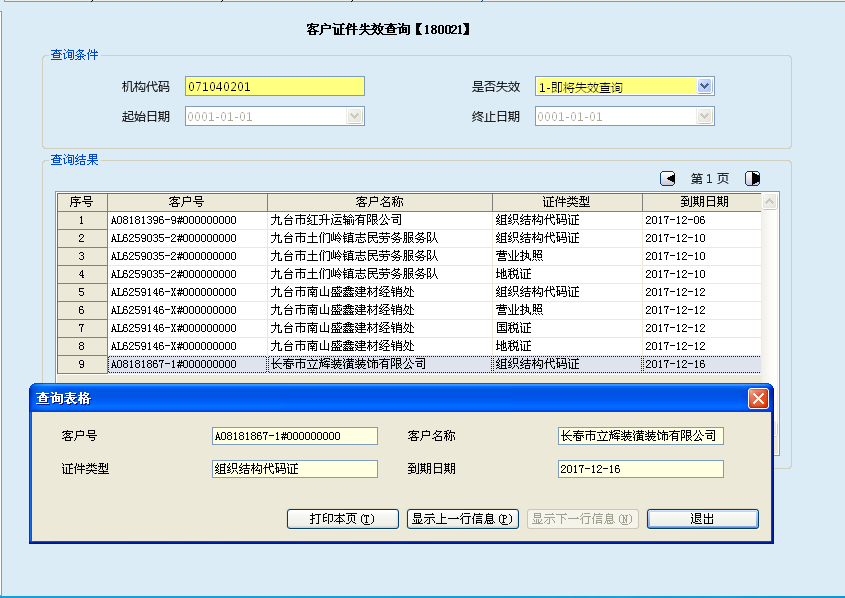 客户证件失效查询【180021】
查询条件
机构代码 071040201 是否失效 1-即将失效查询
起始日期 0001-01-01 终止日期 0001-01-01
查询结果
第 1 页
序号 客户号 客户名称 证件类型 到期日期
1 A08181396-9#000000000 九台市红升运输有限公司 组织结构代码证 2017-12-06
2 AL6259035-2#000000000 九台市土们岭镇志民劳务服务队 组织结构代码证 2017-12-10
3 AL6259035-2#000000000 九台市土们岭镇志民劳务服务队 营业执照 2017-12-10
4 AL6259035-2#000000000 九台市土们岭镇志民劳务服务队 地税证 2017-12-10
5 AL6259146-X#000000000 九台市南山盛鑫建材经销处 组织结构代码证 2017-12-12
6 AL6259146-X#000000000 九台市南山盛鑫建材经销处 营业执照 2017-12-12
7 AL6259146-X#000000000 九台市南山盛鑫建材经销处 国税证 2017-12-12
8 AL6259146-X#000000000 九台市南山盛鑫建材经销处 地税证 2017-12-12
9 A08181867-1#000000000 长春市立辉装潢装饰有限公司 组织结构代码证 2017-12-16
查询表格
客户号 A08181867-1#000000000 客户名称 长春市立辉装潢装饰有限公司
证件类型 组织结构代码证 到期日期 2017-12-16
打印本页(T) 显示上一行信息(P) 显示下一行信息(N) 退出